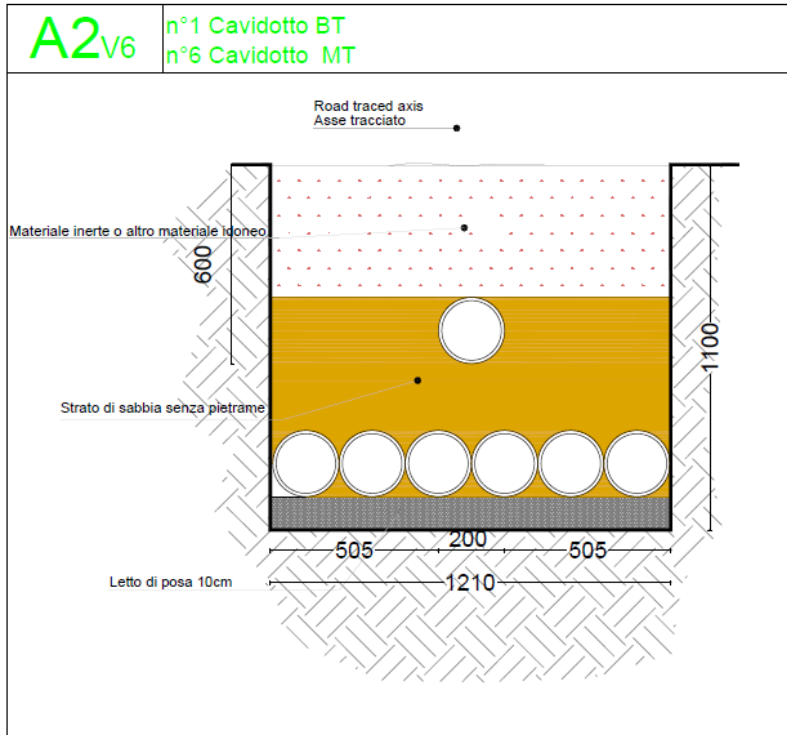 A2V6
n°1 Cavidotto BT
n°6 Cavidotto MT
Road traced axis
Asse tracciato
Materiale inerte o altro materiale idoneo
600
1100
Strato di sabbia senza pietrame
505
200
505
Letto di posa 10cm
1210